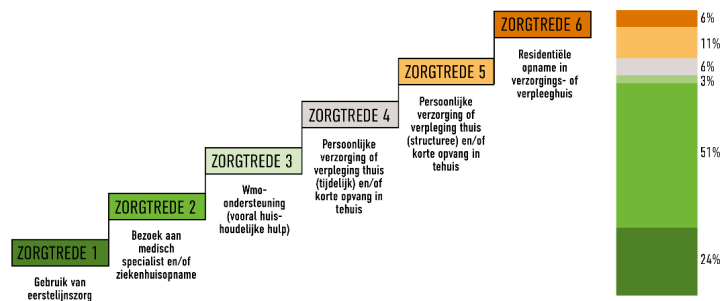 ZORGTREDE 1
Gebruik van
eerstelijnszorg
ZORGTREDE 2
Bezoek aan
medisch
specialist en/of
ziekenhuisopname
ZORGTREDE 3
Wmo-
ondersteuning
(vooral huis-
houdelijke hulp)
ZORGTREDE 4
Persoonlijke
verzorging of
verpleging thuis
(tijdelijk) en/of
korte opvang in
tehuis
ZORGTREDE 5
Persoonlijke
verzorging of
verpleging thuis
(structuree) en/of
korte opvang in
tehuis
ZORGTREDE 6
Residentiële
opname in
verzorgings- of
verpleeghuis
6%
11%
6%
3%
51%
24%